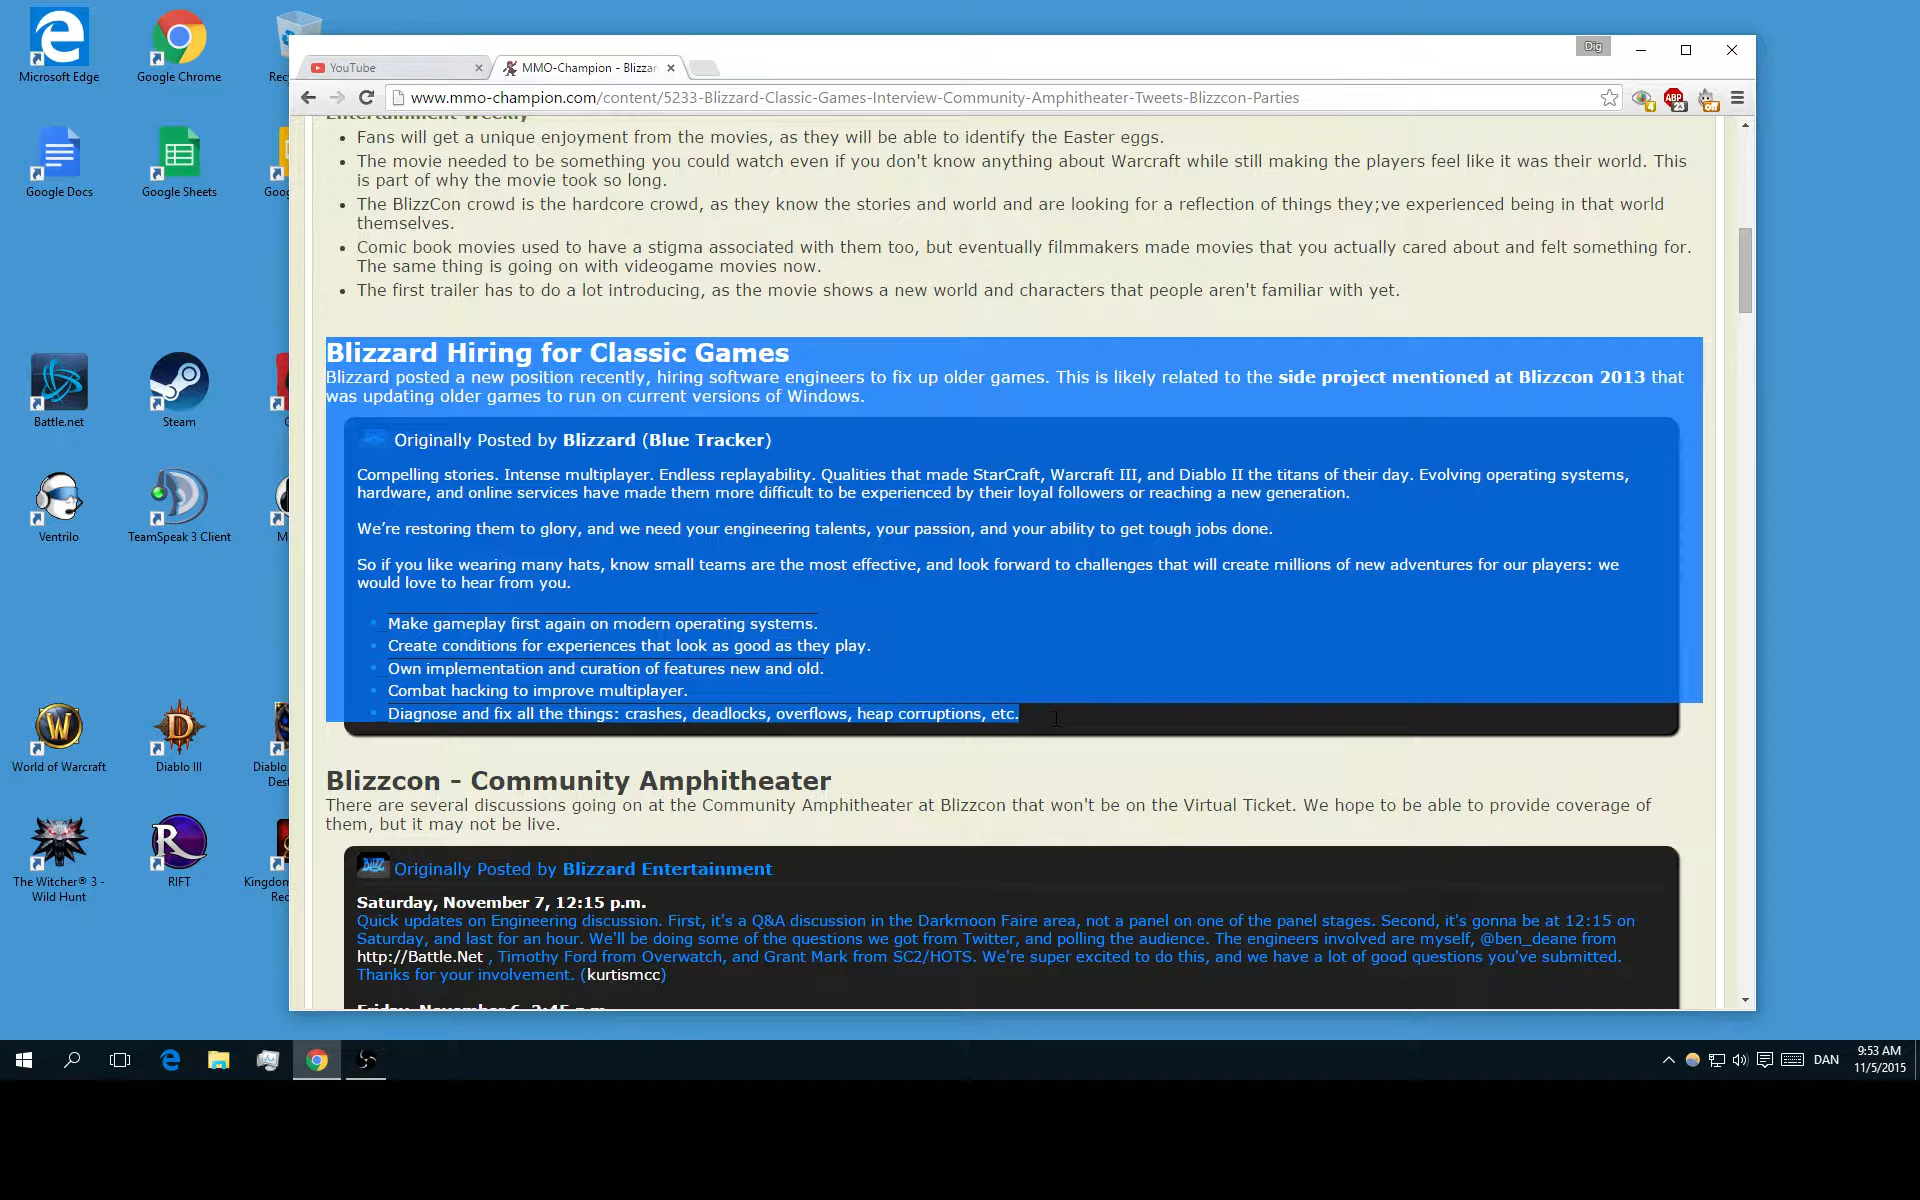 Microsoft Edge
Google Chrome
Google Docs
Google Sheets
Battle.net
Steam
Ventrilo
TeamSpeak 3 Client
World of Warcraft
Diablo III
The Witcher® 3 -
Wild Hunt
RIFT
Dig
YouTube
MMO-Champion - Blizzar
www.mmo-champion.com/content/5233-Blizzard-Classic-Games-Interview-Community-Amphitheater-Tweets-Blizzcon-Parties
Entertainment Weekly
Fans will get a unique enjoyment from the movies, as they will be able to identify the Easter eggs.
The movie needed to be something you could watch even if you don't know anything about Warcraft while still making the players feel like it was their world. This
is part of why the movie took so long.
The BlizzCon crowd is the hardcore crowd, as they know the stories and world and are looking for a reflection of things they;ve experienced being in that world
themselves.
Comic book movies used to have a stigma associated with them too, but eventually filmmakers made movies that you actually cared about and felt something for.
The same thing is going on with videogame movies now.
The first trailer has to do a lot introducing, as the movie shows a new world and characters that people aren't familiar with yet.
Blizzard Hiring for Classic Games
Blizzard posted a new position recently, hiring software engineers to fix up older games. This is likely related to the side project mentioned at Blizzcon 2013 that
was updating older games to run on current versions of Windows.
Originally Posted by Blizzard (Blue Tracker)
Compelling stories. Intense multiplayer. Endless replayability. Qualities that made StarCraft, Warcraft III, and Diablo II the titans of their day. Evolving operating systems,
hardware, and online services have made them more difficult to be experienced by their loyal followers or reaching a new generation.
We're restoring them to glory, and we need your engineering talents, your passion, and your ability to get tough jobs done.
So if you like wearing many hats, know small teams are the most effective, and look forward to challenges that will create millions of new adventures for our players: we
would love to hear from you.
Make gameplay first again on modern operating systems.
Create conditions for experiences that look as good as they play.
Own implementation and curation of features new and old.
Combat hacking to improve multiplayer.
Diagnose and fix all the things: crashes, deadlocks, overflows, heap corruptions, etc.
Blizzcon - Community Amphitheater
There are several discussions going on at the Community Amphitheater at Blizzcon that won't be on the Virtual Ticket. We hope to be able to provide coverage of
them, but it may not be live.
Originally Posted by Blizzard Entertainment
Saturday, November 7, 12:15 p.m.
Quick updates on Engineering discussion. First, it's a Q&A discussion in the Darkmoon Faire area, not a panel on one of the panel stages. Second, it's gonna be at 12:15 on
Saturday, and last for an hour. We'll be doing some of the questions we got from Twitter, and polling the audience. The engineers involved are myself, @ben_deane from
http://Battle.Net , Timothy Ford from Overwatch, and Grant Mark from SC2/HOTS. We're super excited to do this, and we have a lot of good questions you've submitted.
Thanks for your involvement. (kurtismcc)
Friday, November 6, 2:45 p.m.
DAN
9:53 AM
11/5/2015